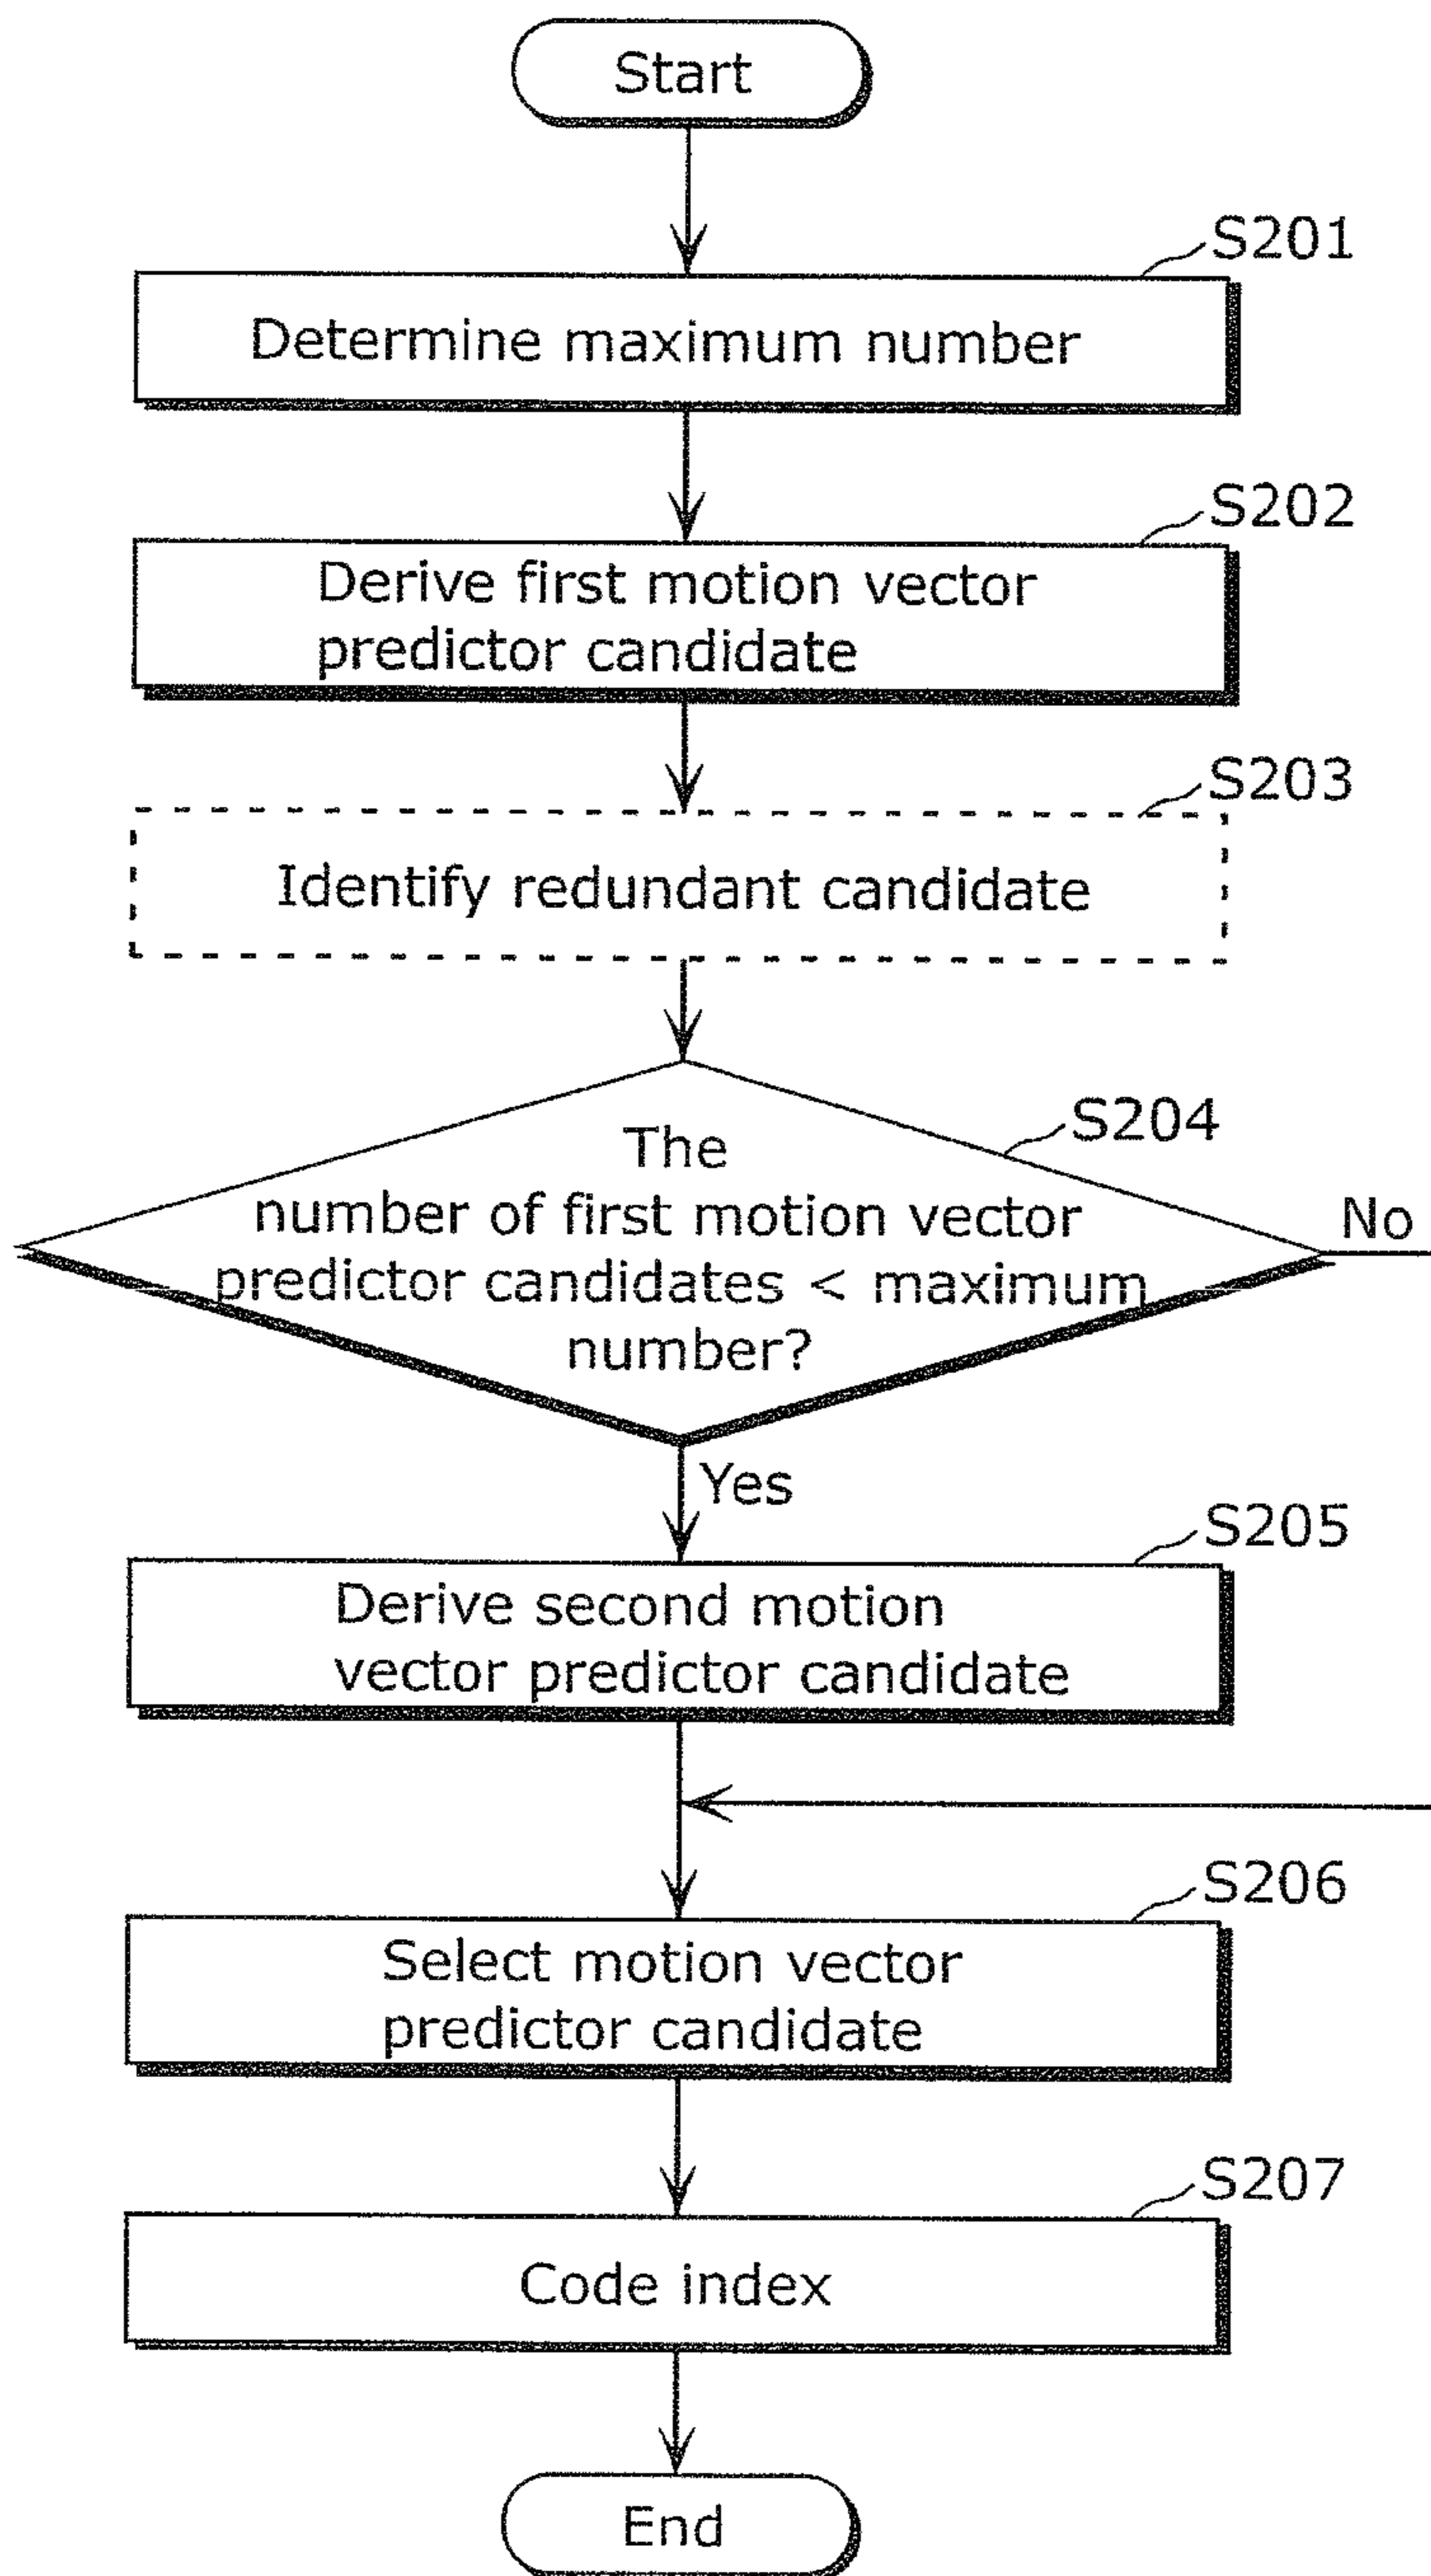 Start
S201
Determine maximum number
S202
Derive first motion vector
predictor candidate
S203
Identify redundant candidate
S204
The
number of first motion vector
predictor candidates < maximum
number?
No
Yes
S205
Derive second motion
vector predictor candidate
S206
Select motion vector
predictor candidate
S207
Code index
End